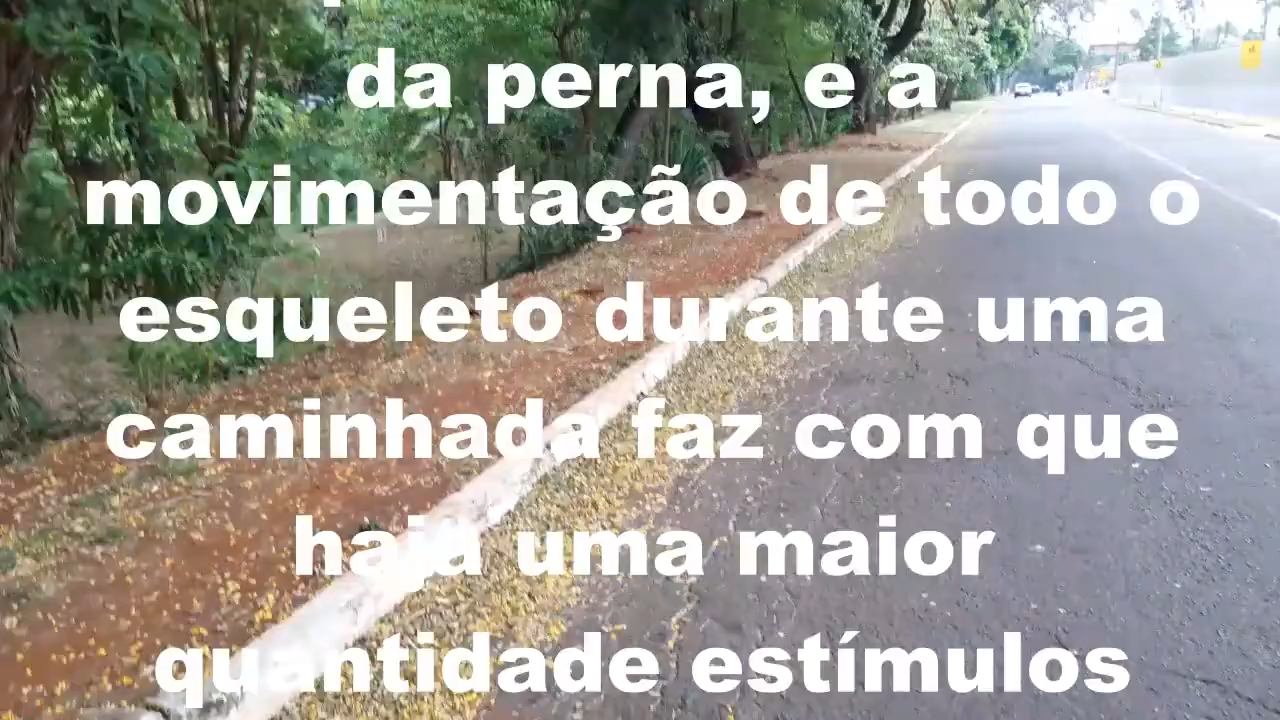 da perna, e a
movimentação de todo o
esqueleto durante uma
caminhada faz com que
haja uma maior
quantidade estímulos